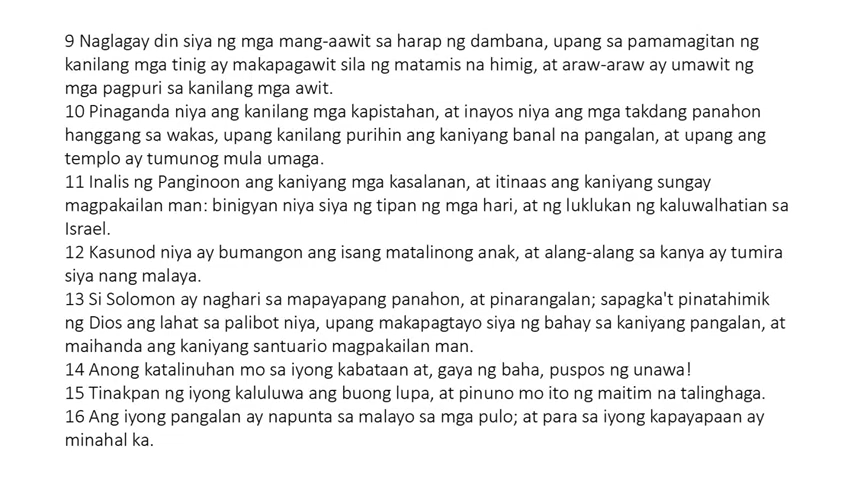 9 Naglagay din siya ng mga mang-aawit sa harap ng dambana, upang sa pamamagitan ng
kanilang mga tinig ay makapagawit sila ng matamis na himig, at araw-araw ay umawit ng
mga pagpuri sa kanilang mga awit.
10 Pinaganda niya ang kanilang mga kapistahan, at inayos niya ang mga takdang panahon
hanggang sa wakas, upang kanilang purihin ang kaniyang banal na pangalan, at upang ang
templo ay tumunog mula umaga.
11 Inalis ng Panginoon ang kaniyang mga kasalanan, at itinaas ang kaniyang sungay
magpakailan man: binigyan niya siya ng tipan ng mga hari, at ng luklukan ng kaluwalhatian sa
Israel.
12 Kasunod niya ay bumangon ang isang matalinong anak, at alang-alang sa kanya ay tumira
siya nang malaya.
13 Si Solomon ay naghari sa mapayapang panahon, at pinarangalan; sapagka't pinatahimik
ng Dios ang lahat sa palibot niya, upang makapagtayo siya ng bahay sa kaniyang pangalan, at
maihanda ang kaniyang santuario magpakailan man.
14 Anong katalinuhan mo sa iyong kabataan at, gaya ng baha, puspos ng unawa!
15 Tinakpan ng iyong kaluluwa ang buong lupa, at pinuno mo ito ng maitim na talinghaga.
16 Ang iyong pangalan ay napunta sa malayo sa mga pulo; at para sa iyong kapayapaan ay
minahal ka.